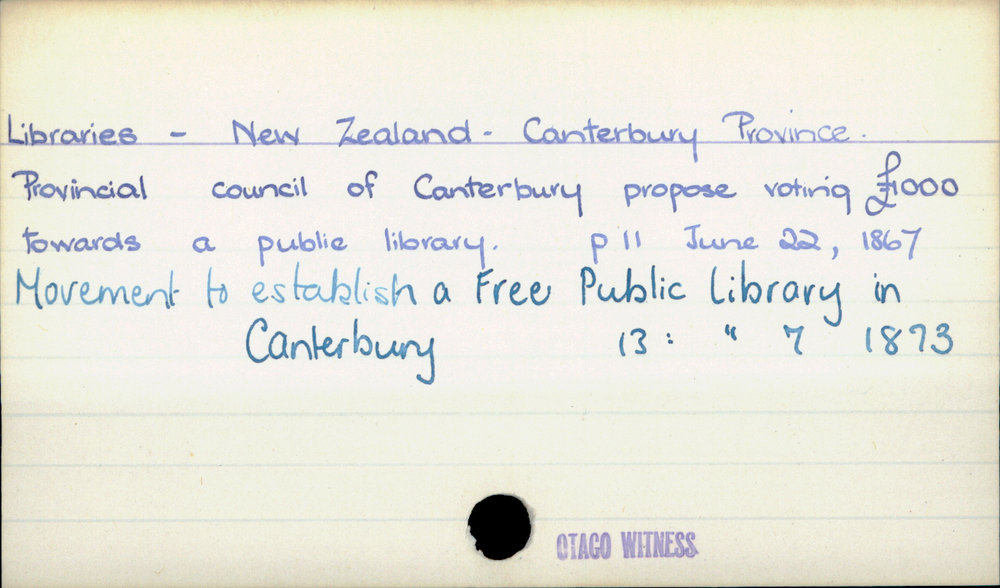 Libraries - New Zealand - Canterbury Province.
Provincial council of Canterbury propose voting £1000
towards a public library. p 11 June 22, 1867
Movement to establish a Free Public Library in
Canterbury 13 : " 7 1873
OTAGO WITNESS